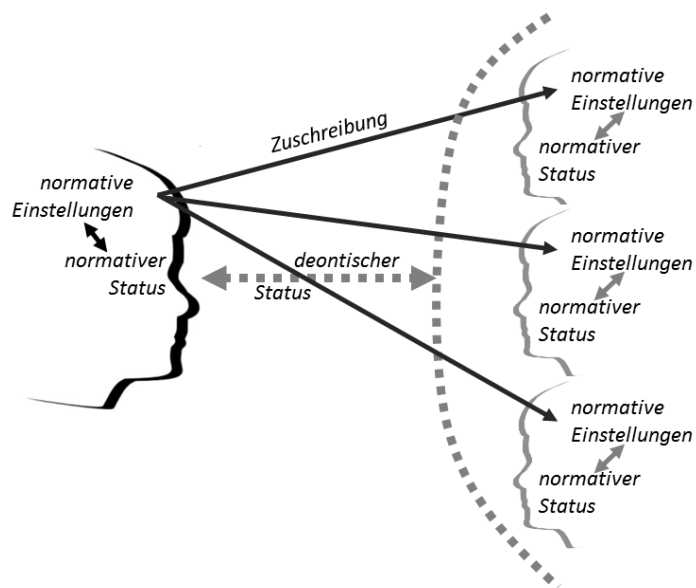 normative
Einstellungen
normativer
Status
Zuschreibung
deontischer
Status
normative
Einstellungen
normativer
Status
normative
Einstellungen
normativer
Status
normative
Einstellungen
normativer
Status